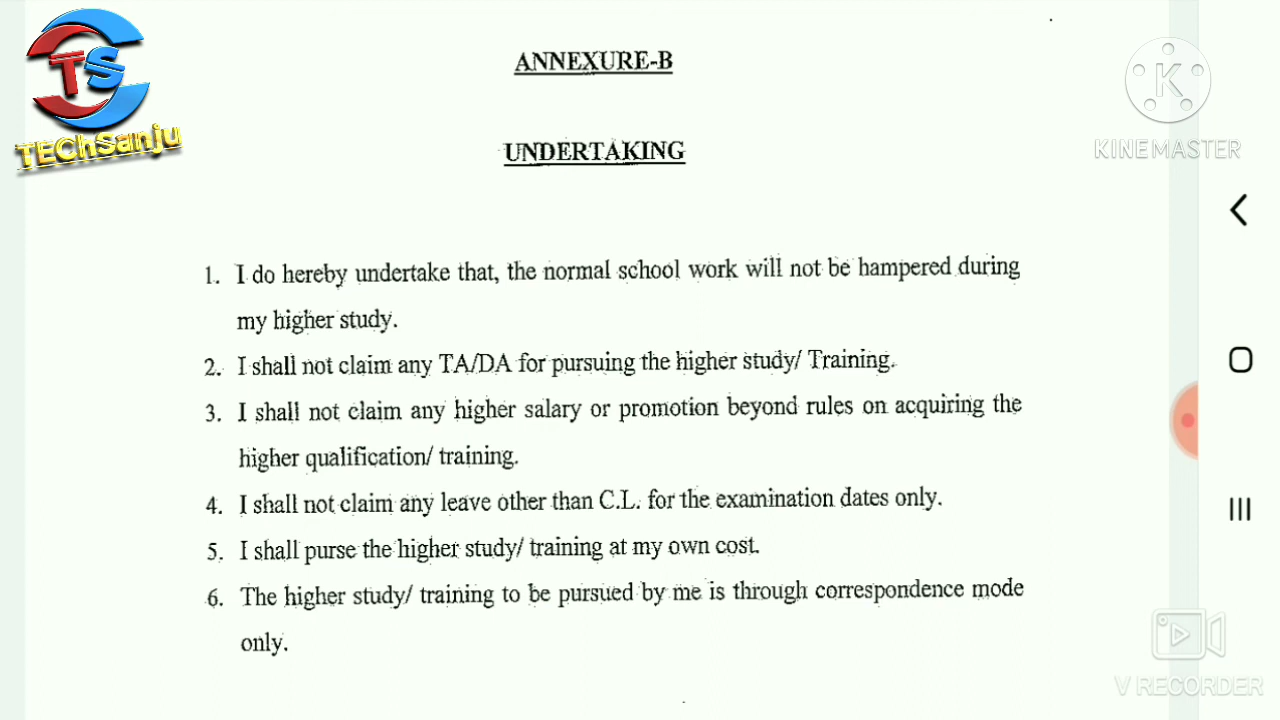 TS
TEChSanju
K
KINEMASTER
ANNEXURE-B
UNDERTAKING
1. I do hereby undertake that, the normal school work will not be hampered during
my higher study.
2. I shall not claim any TA/DA for pursuing the higher study/ Training.
3. I shall not claim any higher salary or promotion beyond rules on acquiring the
higher qualification/ training.
4. I shall not claim any leave other than C.L. for the examination dates only.
5. I shall purse the higher study/ training at my own cost.
6. The higher study/ training to be pursued by me is through correspondence mode
only.
V RECORDER